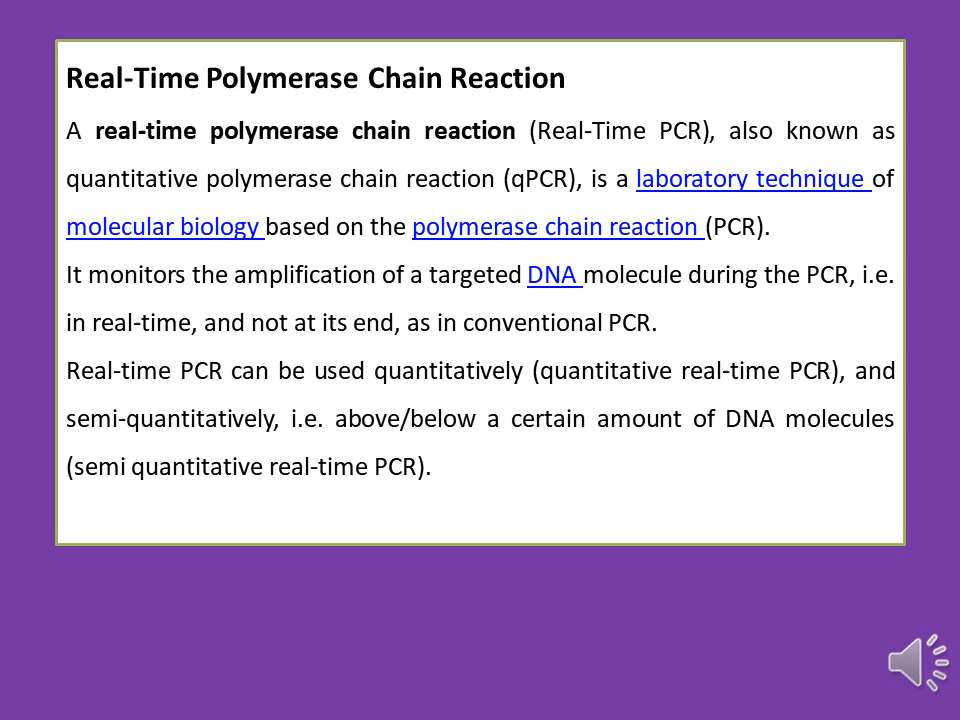 Real-Time Polymerase Chain Reaction
A real-time polymerase chain reaction (Real-Time PCR), also known as
quantitative polymerase chain reaction (qPCR), is a laboratory technique of
molecular biology based on the polymerase chain reaction (PCR).
It monitors the amplification of a targeted DNA molecule during the PCR, i.e.
in real-time, and not at its end, as in conventional PCR.
Real-time PCR can be used quantitatively (quantitative real-time PCR), and
semi-quantitatively, i.e. above/below a certain amount of DNA molecules
(semi quantitative real-time PCR).